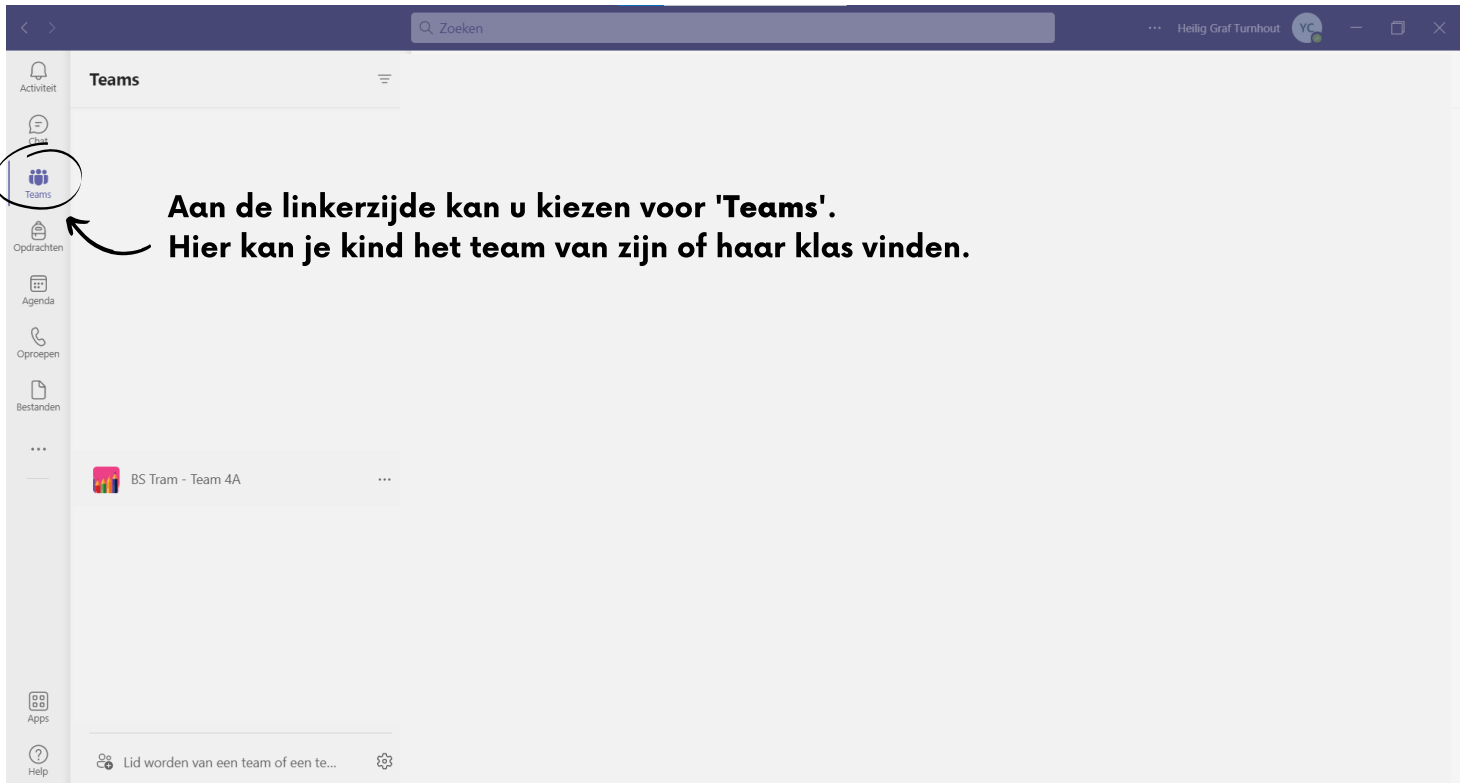 Zoeken
Heilig Graf Turnhout
YC
Activiteit
Teams
Chat
Teams
Aan de linkerzijde kan u kiezen voor 'Teams'.
Hier kan je kind het team van zijn of haar klas vinden.
Opdrachten
Agenda
Oproepen
Bestanden
BS Tram - Team 4A
Apps
Lid worden van een team of een te...
Help